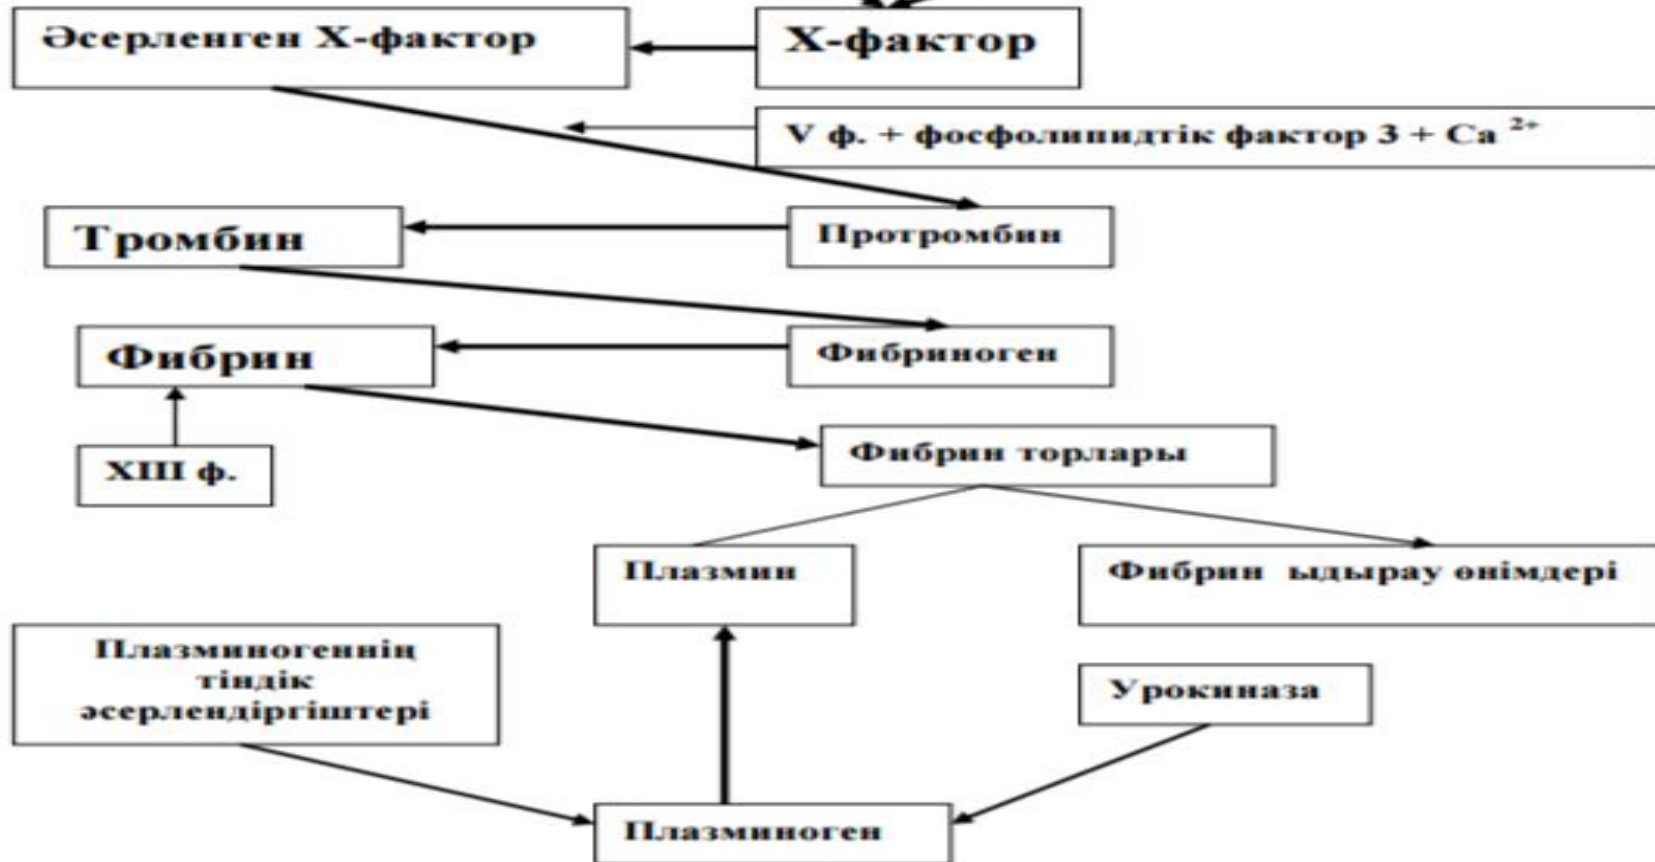 Әсерленген X-фактор
X-фактор
V ф. + фосфолипидтік фактор 3 + Ca 2+
Тромбин
Протромбин
Фибрин
Фибриноген
Фибрин торлары
XIII ф.
Плазмин
Фибрин ыдырау өнімдері
Плазминогеннің
тіндік
әсерлендіргіштері
Урокиназа
Плазминоген